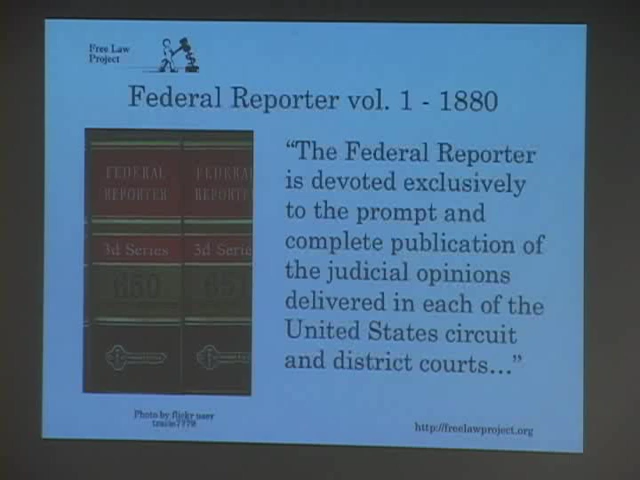 Free Law
Project
Federal Reporter vol. 1 - 1880
FEDERAL
REPORTER
3d Series
FEDERAL
REPORTE
3d Serie
“The Federal Reporter
is devoted exclusively
to the prompt and
complete publication of
the judicial opinions
delivered in each of the
United States circuit
and district courts...”
Photo by flickr user
http://freelawproject.org